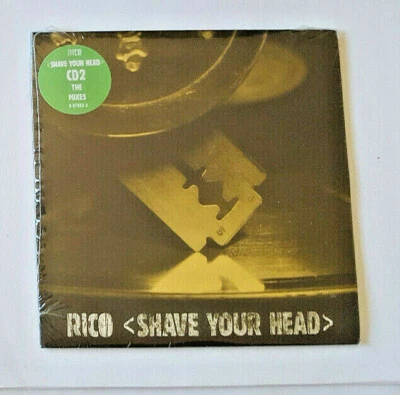 RICO
<SHAVE YOUR HEAD>
CD2
THE
MIXES
RICO <SHAVE YOUR HEAD>